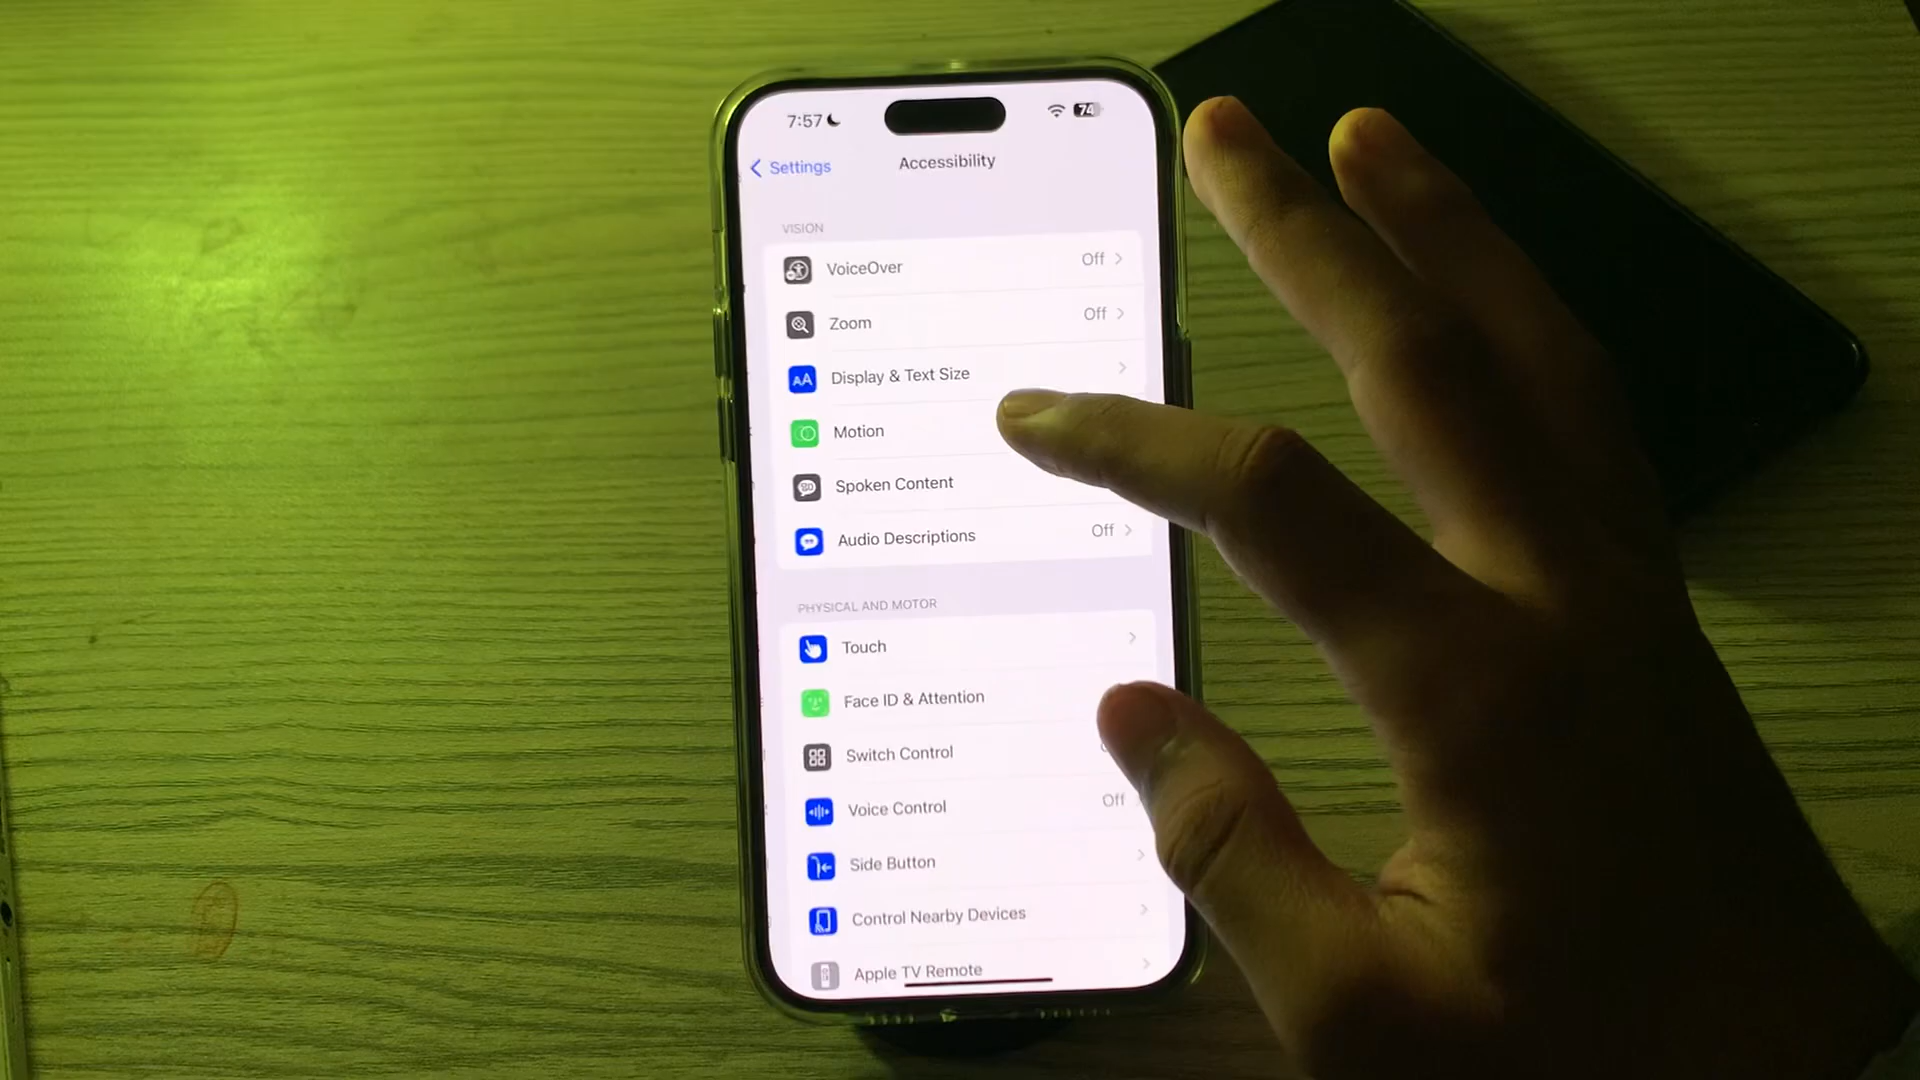 7:57
74
Settings
Accessibility
VISION
VoiceOver Off
Zoom Off
AA Display & Text Size
Motion
Spoken Content
Audio Descriptions Off
PHYSICAL AND MOTOR
Touch
Face ID & Attention
Switch Control
Voice Control Off
Side Button
Control Nearby Devices
Apple TV Remote